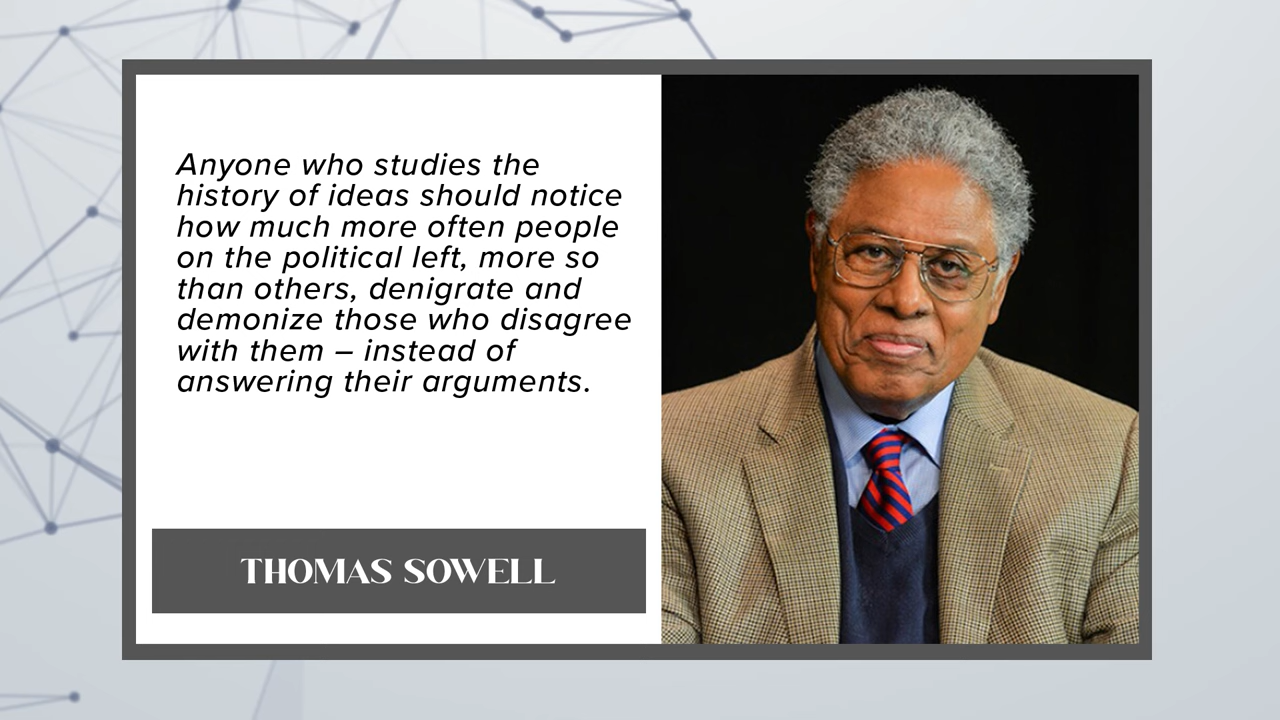 Anyone who studies the
history of ideas should notice
how much more often people
on the political left, more so
than others, denigrate and
demonize those who disagree
with them – instead of
answering their arguments.
THOMAS SOWELL